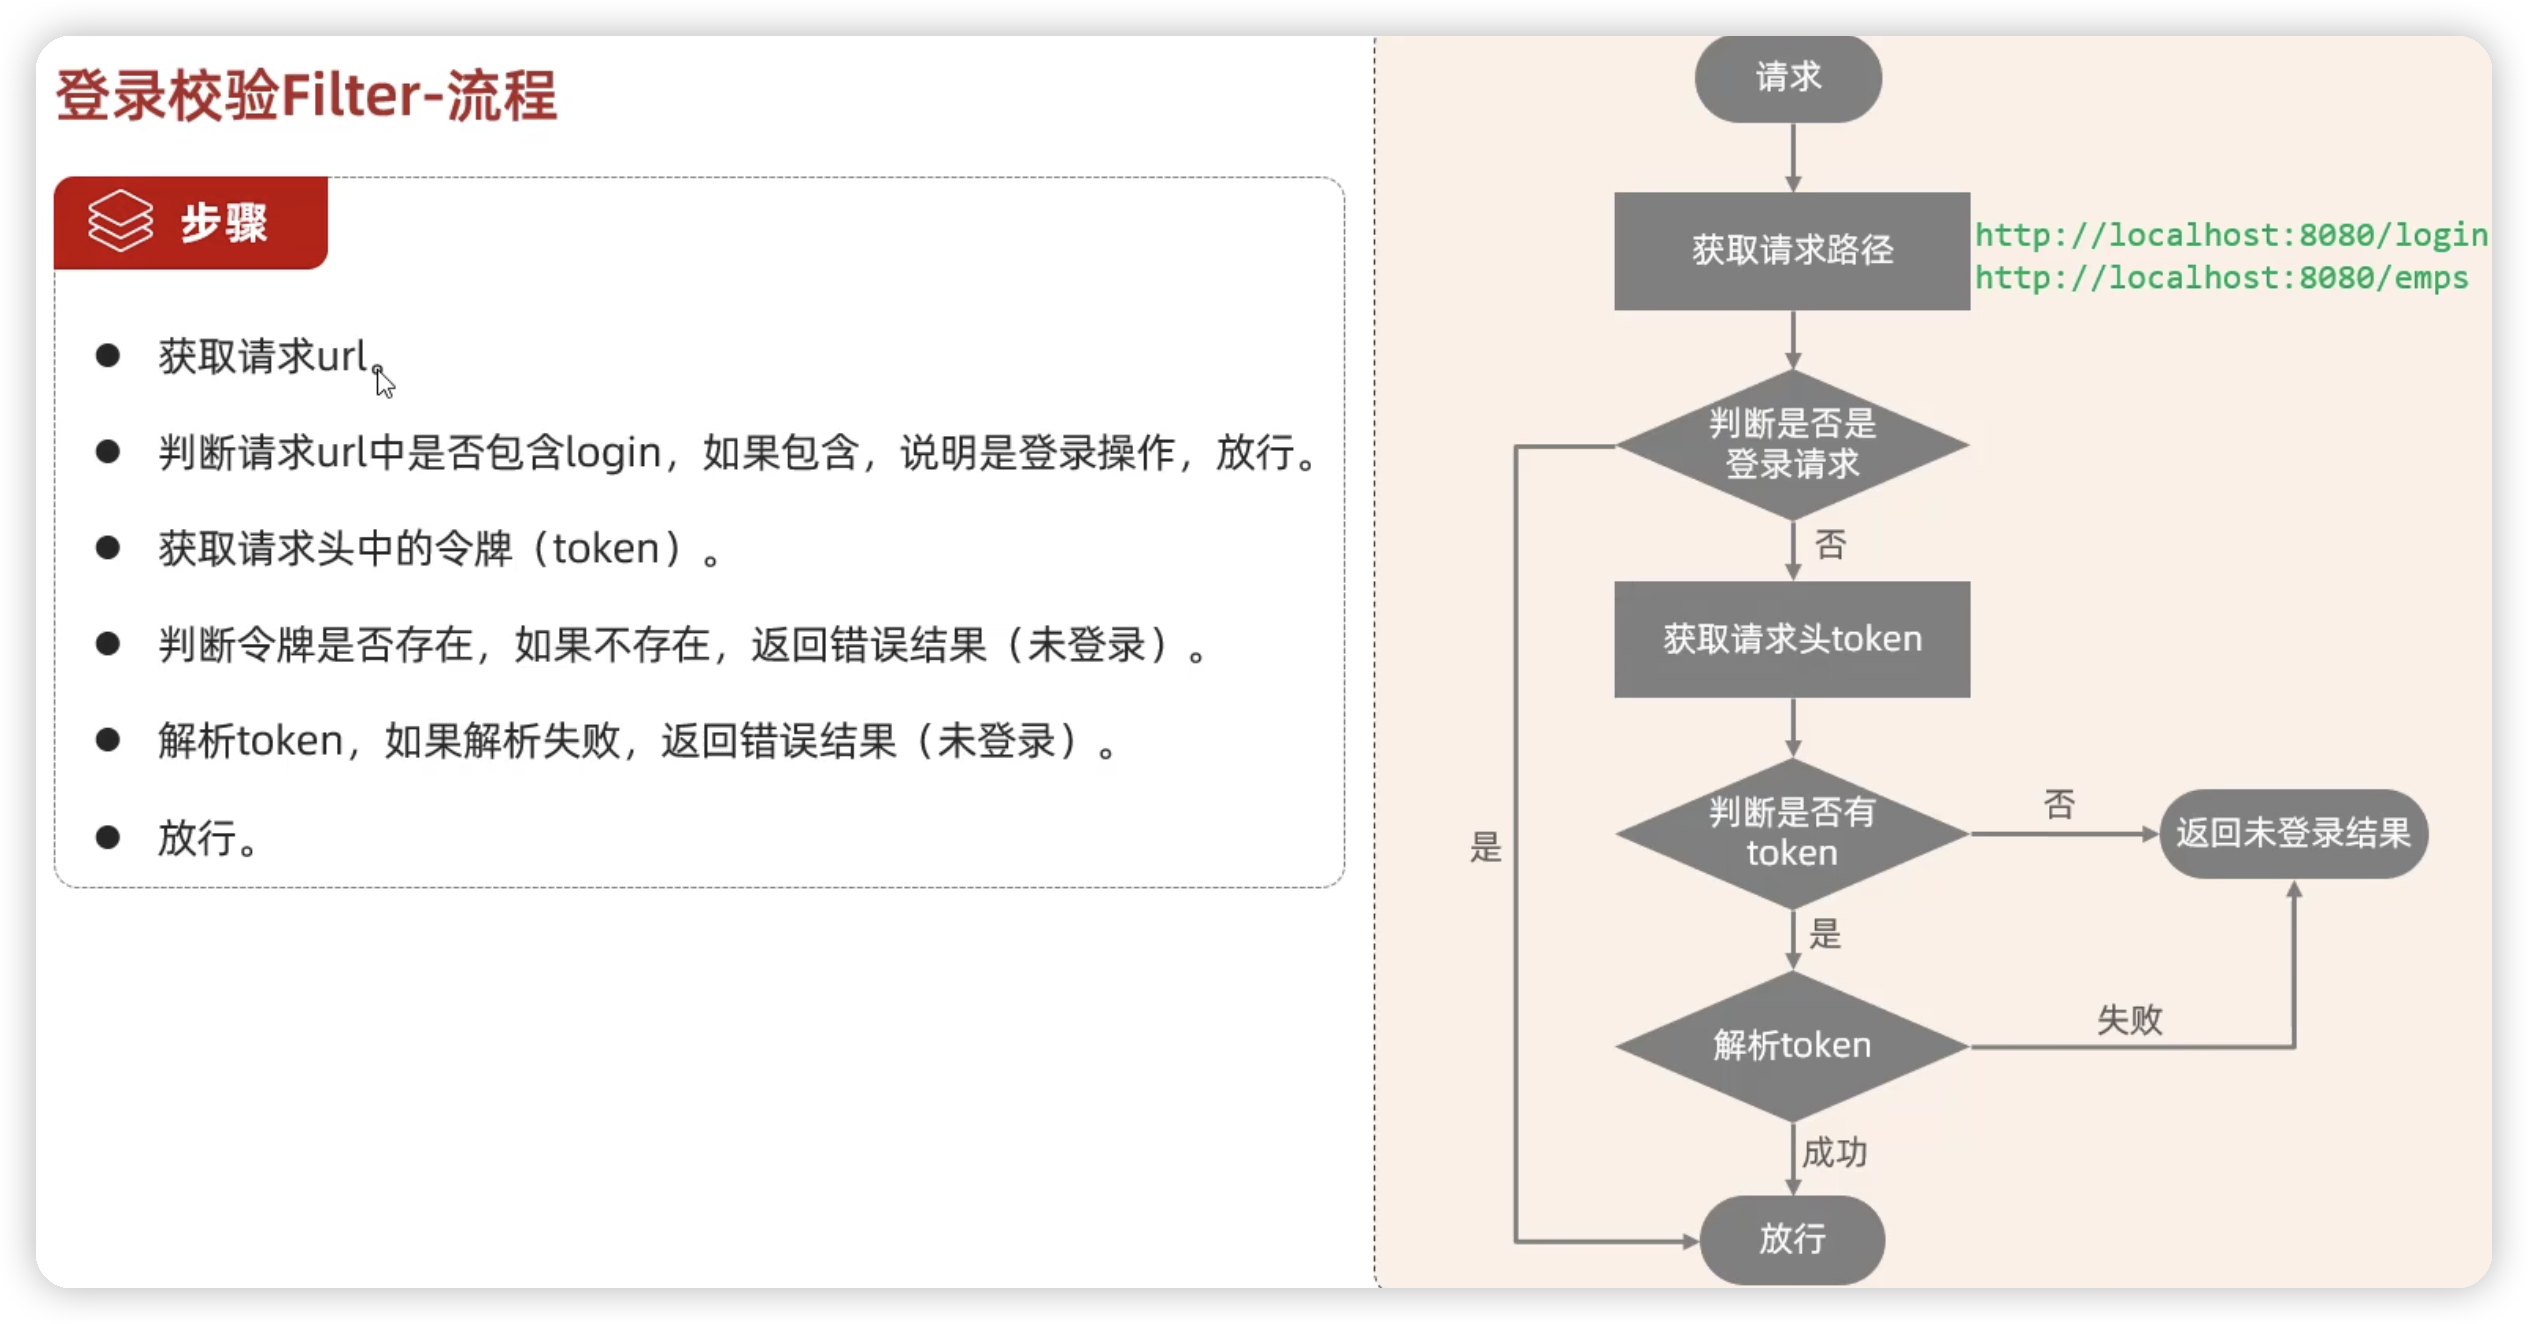 登录校验Filter-流程
步骤
获取请求url。
判断请求url中是否包含login，如果包含，说明是登录操作，放行。
获取请求头中的令牌（token）。
判断令牌是否存在，如果不存在，返回错误结果（未登录）。
解析token，如果解析失败，返回错误结果（未登录）。
放行。
请求
获取请求路径
http://localhost:8080/login
http://localhost:8080/emps
判断是否是
登录请求
否
获取请求头token
判断是否有
token
否
返回未登录结果
是
是
解析token
失败
成功
放行